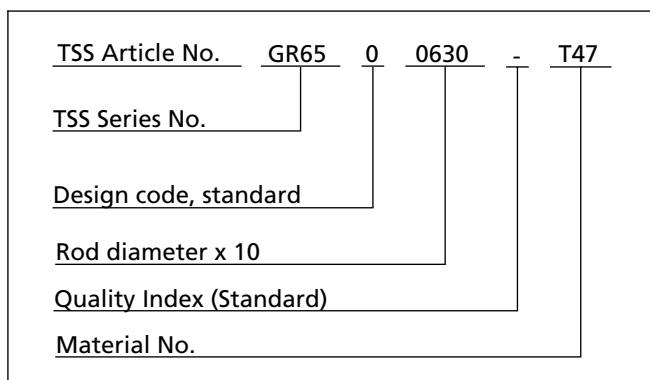 TSS Article No. GR65 0 0630 - T47
TSS Series No.
Design code, standard
Rod diameter x 10
Quality Index (Standard)
Material No.